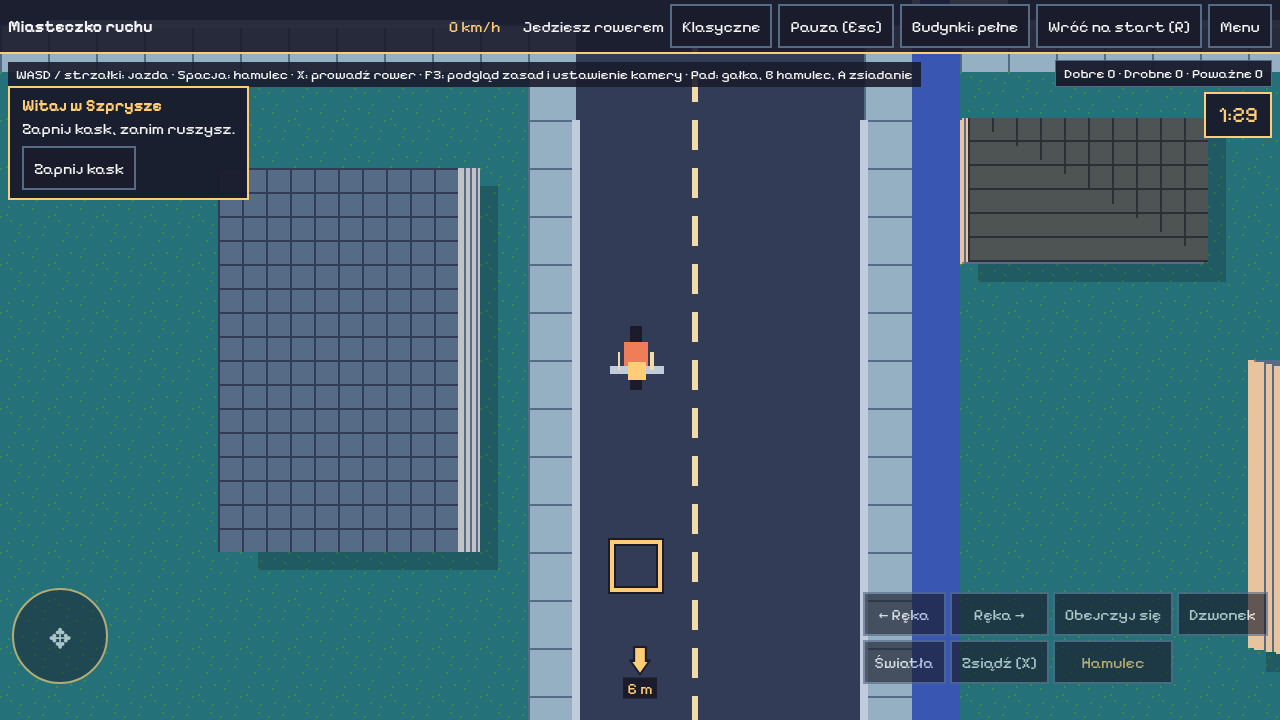 Miasteczko ruchu
0 km/h
Jedziesz rowerem
Klasyczne
Pauza (Esc)
Budynki: pełne
Wróć na start (R)
Menu
WASD / strzałki: jazda · Spacja: hamulec · X: prowadź rower · F3: podgląd zasad i ustawienie kamery · Pad: gałka, B hamulec, A zsiadanie
Dobre 0 · Drobne 0 · Poważne 0
Witaj w Szprysze
Zapnij kask, zanim ruszysz.
Zapnij kask
1:29
6 m
← Ręka
Ręka →
Obejrzyj się
Dzwonek
Światła
Zsiądź (X)
Hamulec